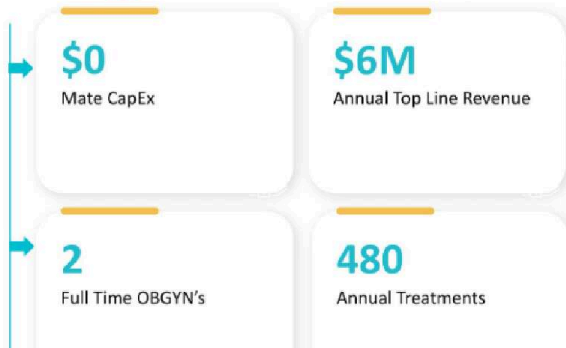 $0
Mate CapEx
$6M
Annual Top Line Revenue
2
Full Time OBGYN’s
480
Annual Treatments